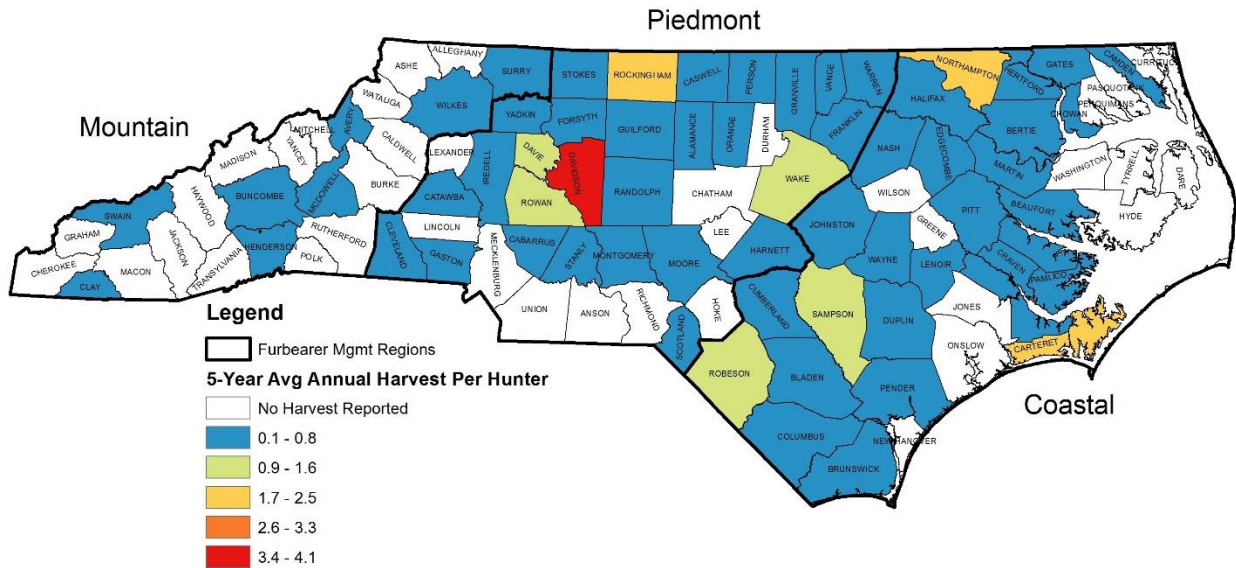 Piedmont
Mountain
Coastal
ALLEGHANY
ASHE
SURRY
STOKES
ROCKINGHAM
CASWELL
PERSON
GRANVILLE
VANCE
WARREN
NORTHAMPTON
HERTFORD
GATES
CAMDEN
CURRITUCK
PASQUOTANK
PERQUIMANS
CHOWAN
HALIFAX
BERTIE
WATAUGA
WILKES
YADKIN
FORSYTH
GUILFORD
ALAMANCE
ORANGE
DURHAM
FRANKLIN
NASH
EDGECOMBE
MARTIN
WASHINGTON
TYRRELL
DARE
MITCHELL
AVERY
YANCEY
MADISON
CALDWELL
ALEXANDER
IREDELL
DAVIE
DAVIDSON
RANDOLPH
CHATHAM
WAKE
WILSON
PITT
BEAUFORT
HYDE
HAYWOOD
BUNCOMBE
MCDOWELL
BURKE
CATAWBA
ROWAN
LEE
JOHNSTON
GREENE
SWAIN
GRAHAM
JACKSON
HENDERSON
RUTHERFORD
POLK
CLEVELAND
LINCOLN
GASTON
MECKLENBURG
CABARRUS
STANLY
MONTGOMERY
MOORE
HARNETT
WAYNE
LENOIR
CRAVEN
PAMLICO
CHEROKEE
CLAY
MACON
TRANSYLVANIA
UNION
ANSON
RICHMOND
SCOTLAND
HOKE
CUMBERLAND
SAMPSON
DUPLIN
JONES
ONSLOW
CARTERET
ROBESON
BLADEN
PENDER
COLUMBUS
NEW HANOVER
BRUNSWICK
Legend
Furbearer Mgmt Regions
5-Year Avg Annual Harvest Per Hunter
No Harvest Reported
0.1 - 0.8
0.9 - 1.6
1.7 - 2.5
2.6 - 3.3
3.4 - 4.1